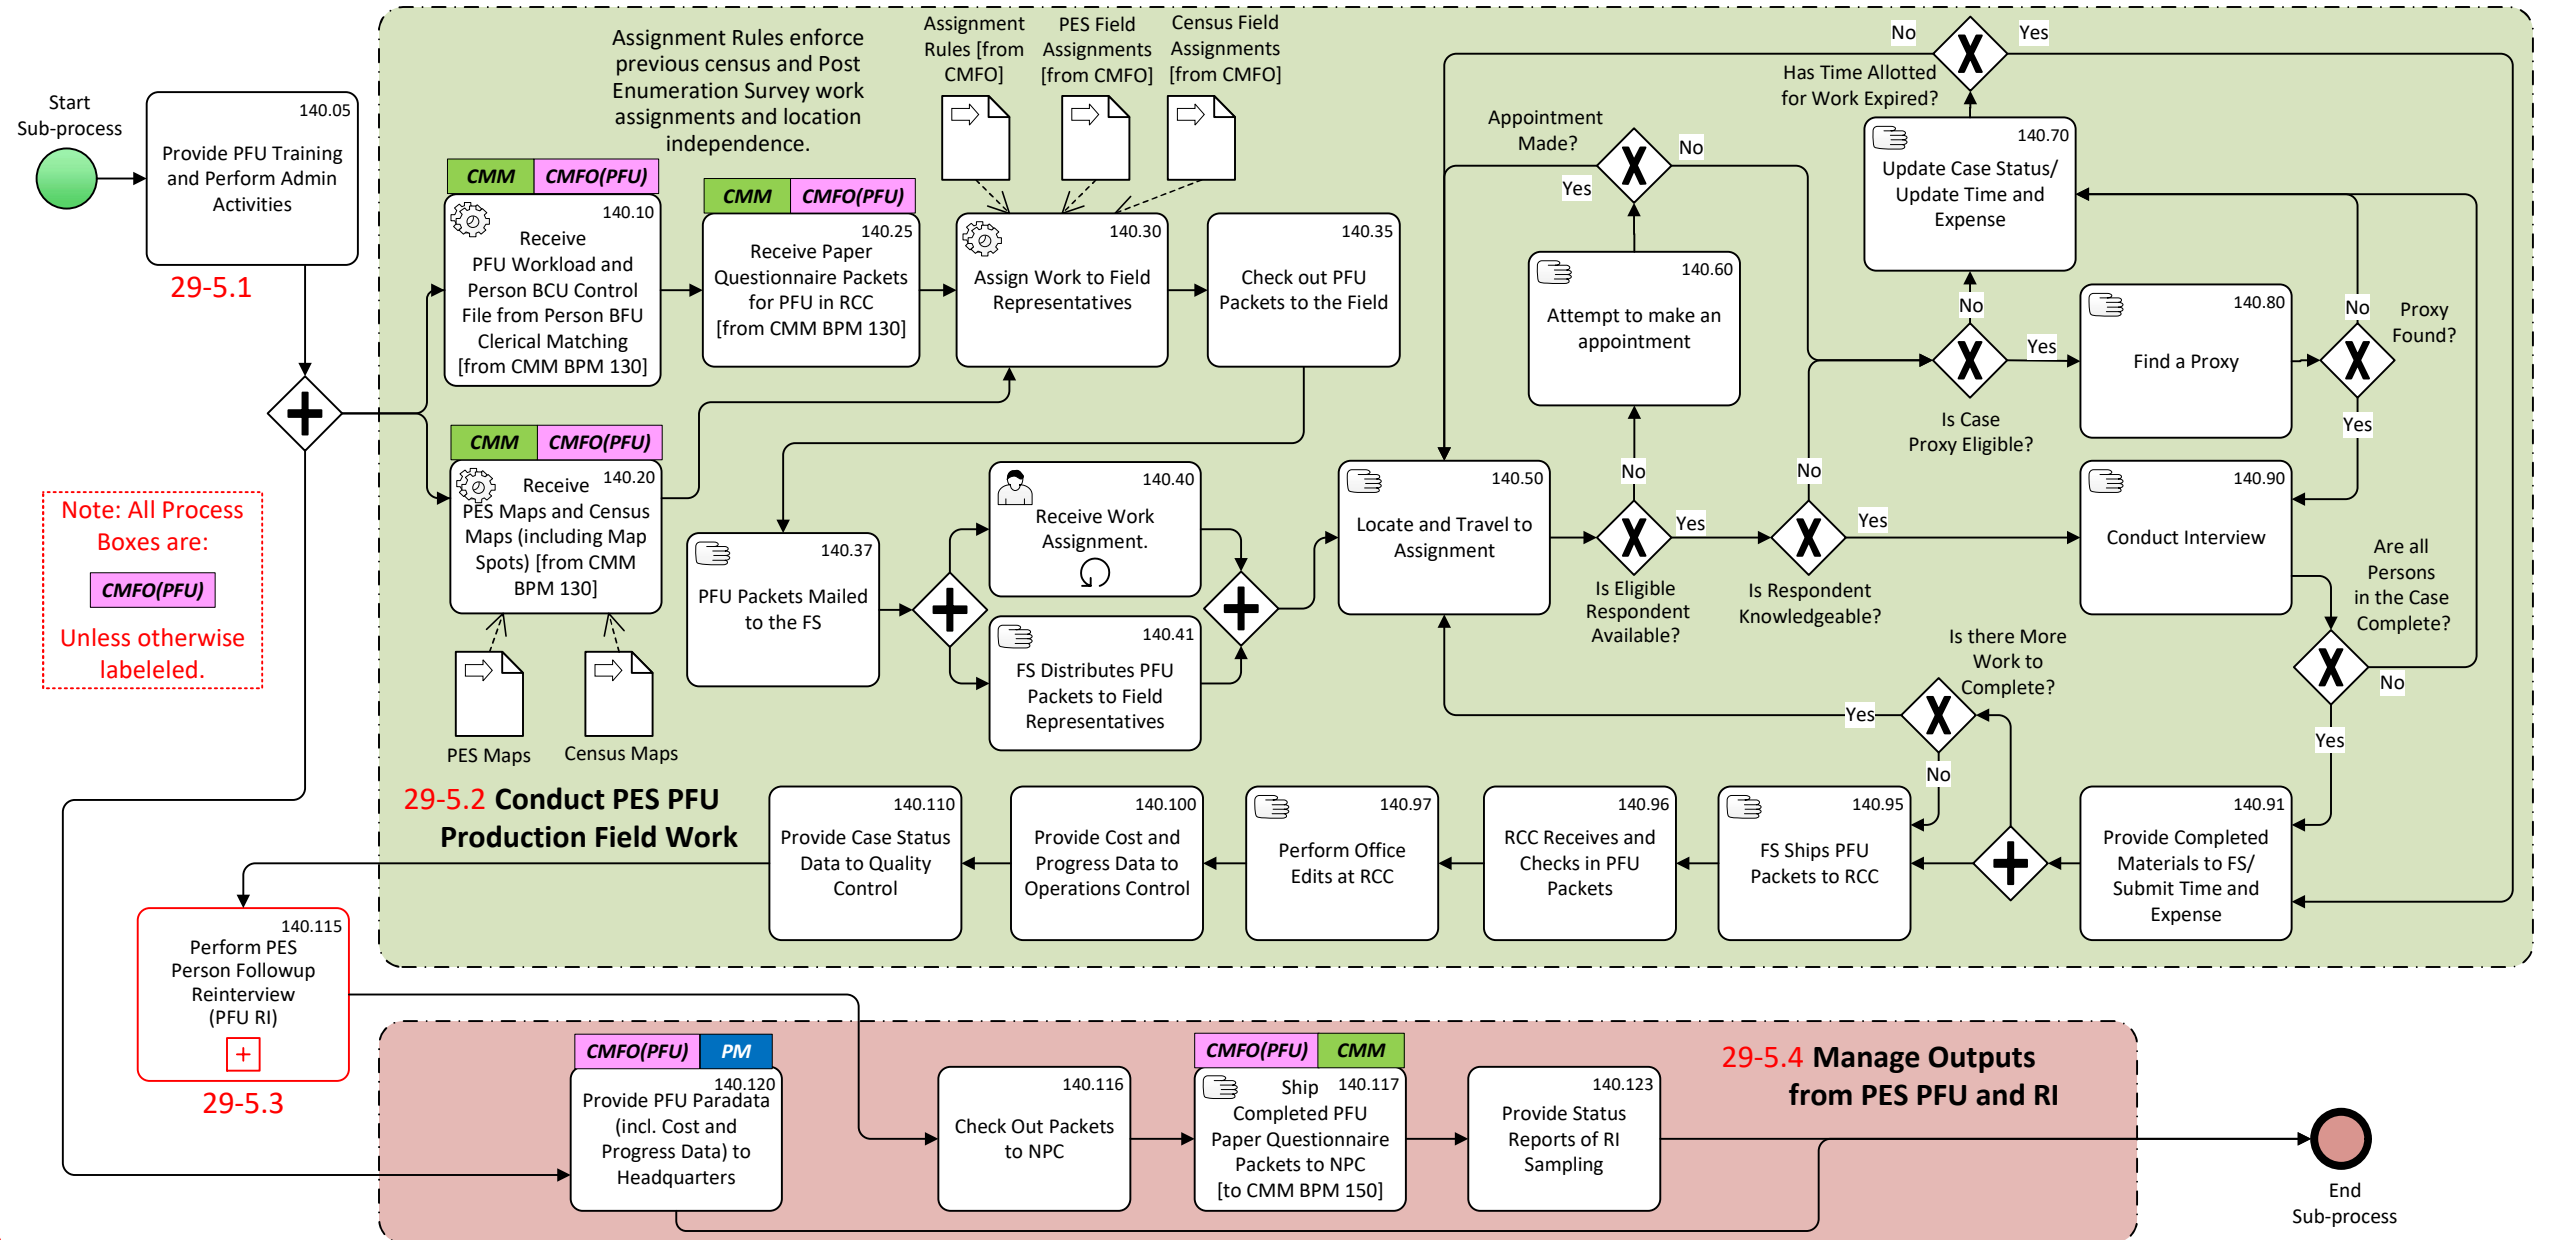 Start
Sub-process
140.05
Provide PFU Training
and Perform Admin
Activities
29-5.1
Note: All Process
Boxes are:
CMFO(PFU)
Unless otherwise
labeleled.
Assignment Rules enforce
previous census and Post
Enumeration Survey work
assignments and location
independence.
Assignment
Rules [from
CMFO]
PES Field
Assignments
[from CMFO]
Census Field
Assignments
[from CMFO]
CMM
CMFO(PFU)
140.10
Receive
PFU Workload and
Person BCU Control
File from Person BFU
Clerical Matching
[from CMM BPM 130]
CMM
CMFO(PFU)
140.25
Receive Paper
Questionnaire Packets
for PFU in RCC
[from CMM BPM 130]
140.30
Assign Work to Field
Representatives
140.35
Check out PFU
Packets to the Field
CMM
CMFO(PFU)
140.20
Receive
PES Maps and Census
Maps (including Map
Spots) [from CMM
BPM 130]
PES Maps
Census Maps
140.37
PFU Packets Mailed
to the FS
140.40
Receive Work
Assignment.
140.41
FS Distributes PFU
Packets to Field
Representatives
140.50
Locate and Travel to
Assignment
Is Eligible
Respondent
Available?
No
Yes
140.60
Attempt to make an
appointment
Appointment
Made?
Yes
No
Is Respondent
Knowledgeable?
No
Yes
Is Case
Proxy Eligible?
No
Yes
140.70
Update Case Status/
Update Time and
Expense
Has Time Allotted
for Work Expired?
No
Yes
140.80
Find a Proxy
Proxy
Found?
No
Yes
140.90
Conduct Interview
Are all
Persons
in the Case
Complete?
No
Yes
140.91
Provide Completed
Materials to FS/
Submit Time and
Expense
Is there More
Work to
Complete?
Yes
No
140.95
FS Ships PFU
Packets to RCC
140.96
RCC Receives and
Checks in PFU
Packets
140.97
Perform Office
Edits at RCC
140.100
Provide Cost and
Progress Data to
Operations Control
140.110
Provide Case Status
Data to Quality
Control
29-5.2 Conduct PES PFU
Production Field Work
140.115
Perform PES
Person Followup
Reinterview
(PFU RI)
29-5.3
CMFO(PFU)
PM
140.120
Provide PFU Paradata
(incl. Cost and
Progress Data) to
Headquarters
140.116
Check Out Packets
to NPC
CMFO(PFU)
CMM
140.117
Ship
Completed PFU
Paper Questionnaire
Packets to NPC
[to CMM BPM 150]
140.123
Provide Status
Reports of RI
Sampling
29-5.4 Manage Outputs
from PES PFU and RI
End
Sub-process